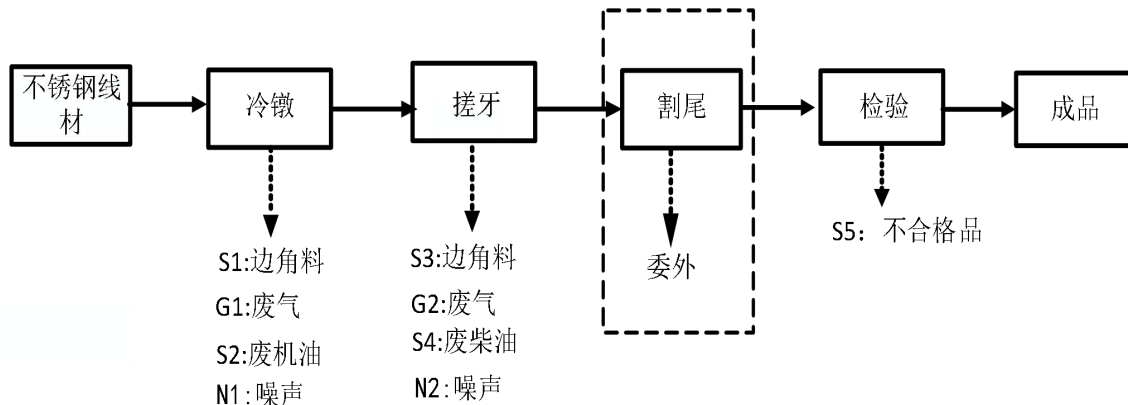 不锈钢线
材
冷镦
搓牙
割尾
检验
成品
S1:边角料
G1:废气
S2:废机油
N1:噪声
S3:边角料
G2:废气
S4:废柴油
N2:噪声
委外
S5：不合格品